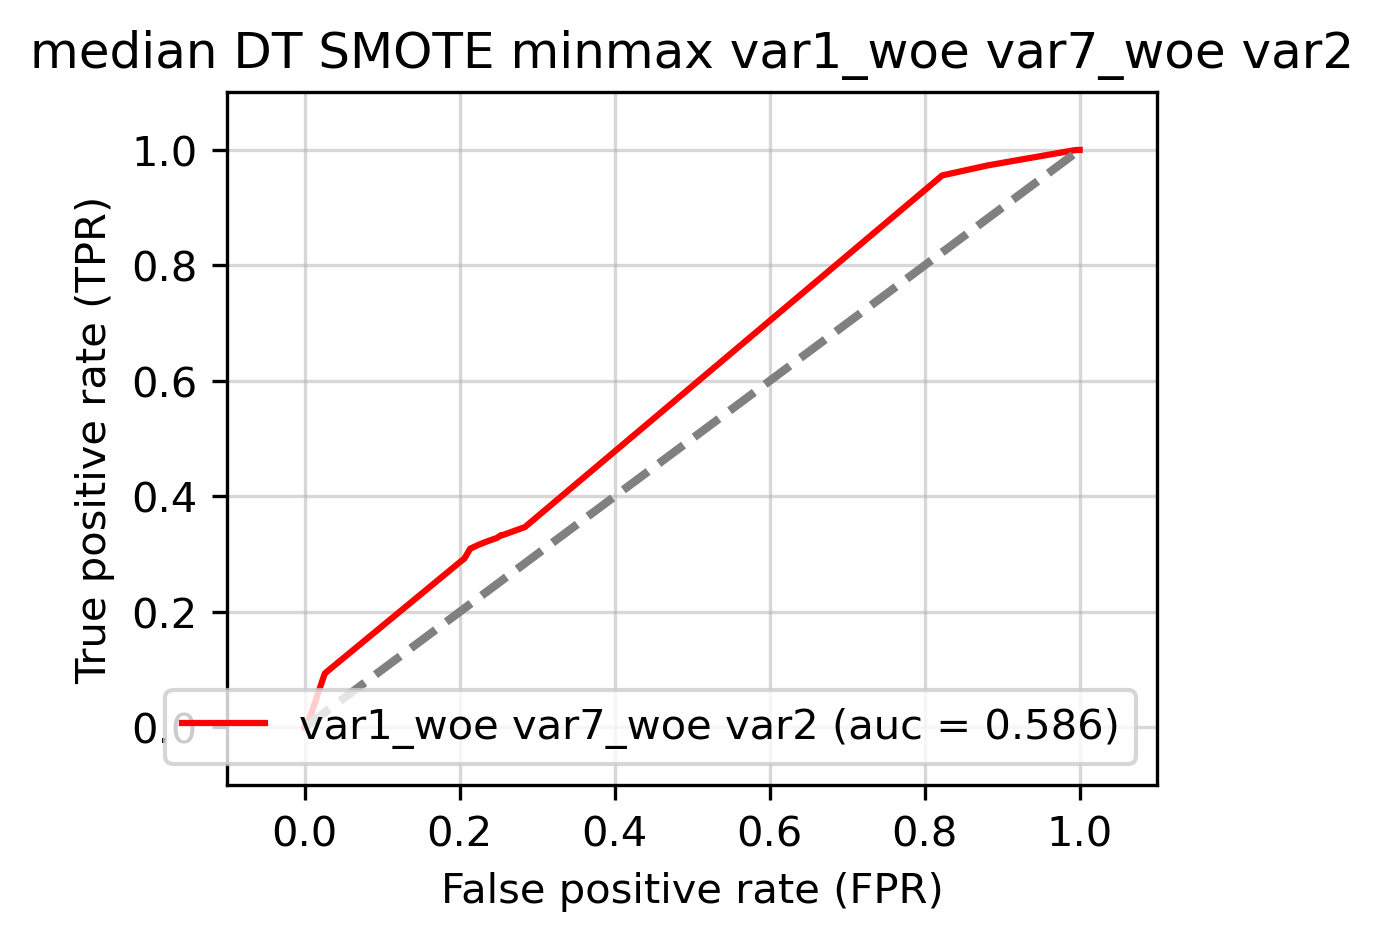 median DT SMOTE minmax var1_woe var7_woe var2
1.0
0.8
0.6
0.4
0.2
0.0
True positive rate (TPR)
var1_woe var7_woe var2 (auc = 0.586)
0.0 0.2 0.4 0.6 0.8 1.0
False positive rate (FPR)